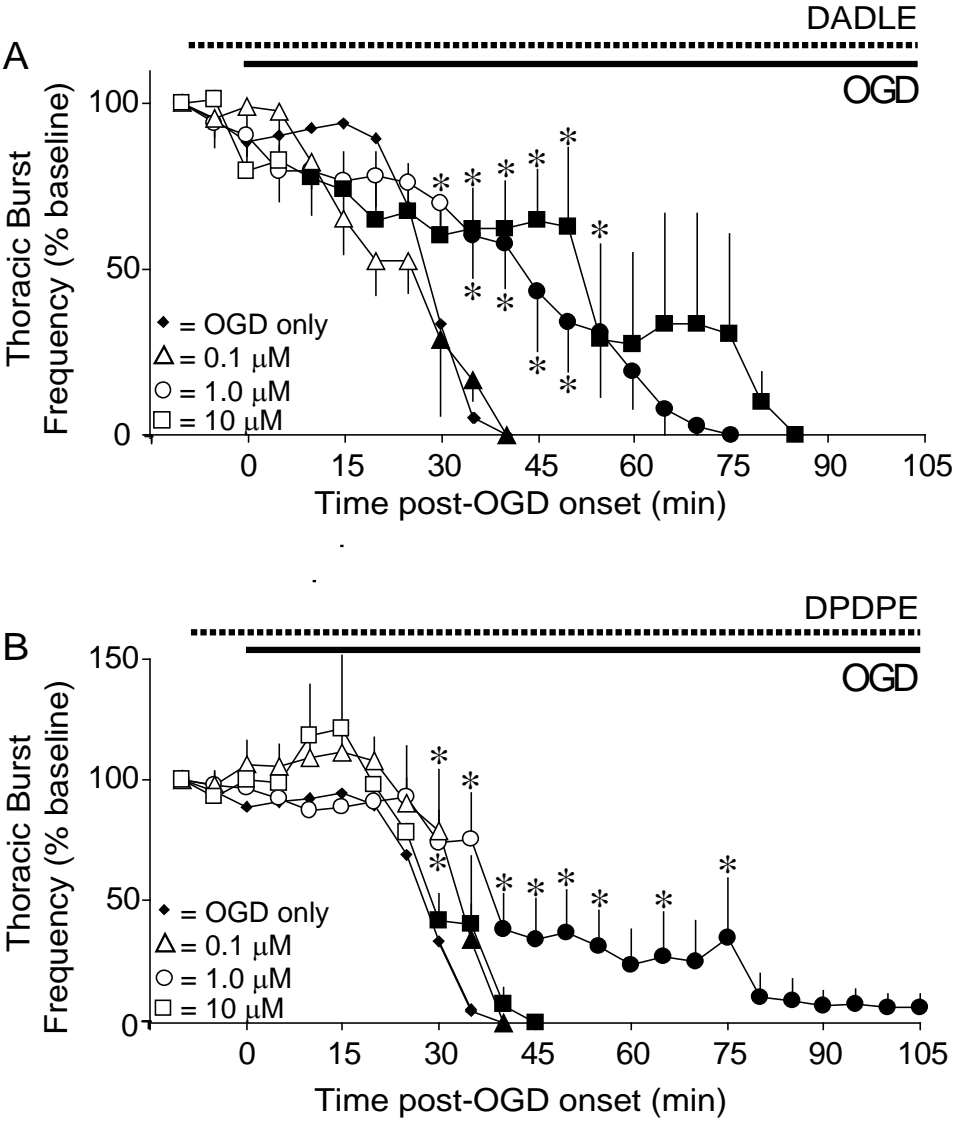 DADLE
A
OGD
Thoracic Burst
Frequency (% baseline)
100
50
0
* * * * * *
* *
* *
= OGD only
= 0.1 μM
= 1.0 μM
= 10 μM
0 15 30 45 60 75 90 105
Time post-OGD onset (min)
DPDPE
B
OGD
Thoracic Burst
Frequency (% baseline)
150
100
50
0
* *
* * * * * * *
= OGD only
= 0.1 μM
= 1.0 μM
= 10 μM
0 15 30 45 60 75 90 105
Time post-OGD onset (min)